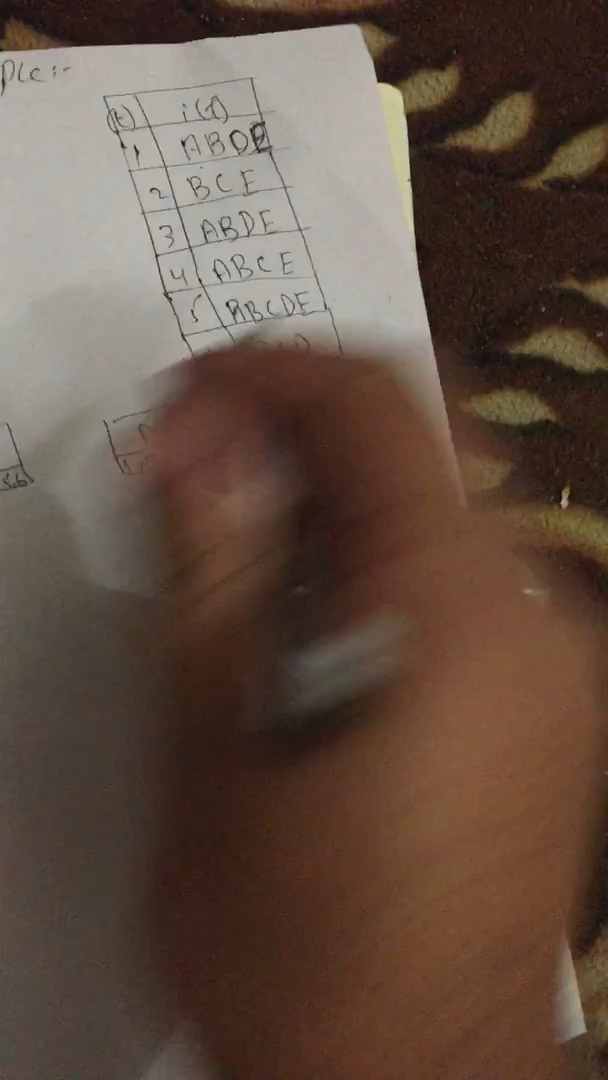 ple:-
(t) i(t)
1 ABDE
2 BCE
3 ABDE
4 ABCE
5 ABCDE